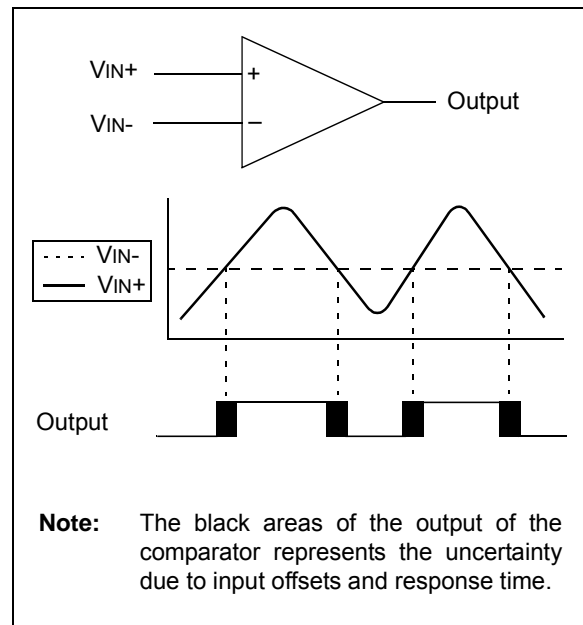 VIN+
+
Output
VIN-
−
VIN-
VIN+
Output
Note: The black areas of the output of the
comparator represents the uncertainty
due to input offsets and response time.